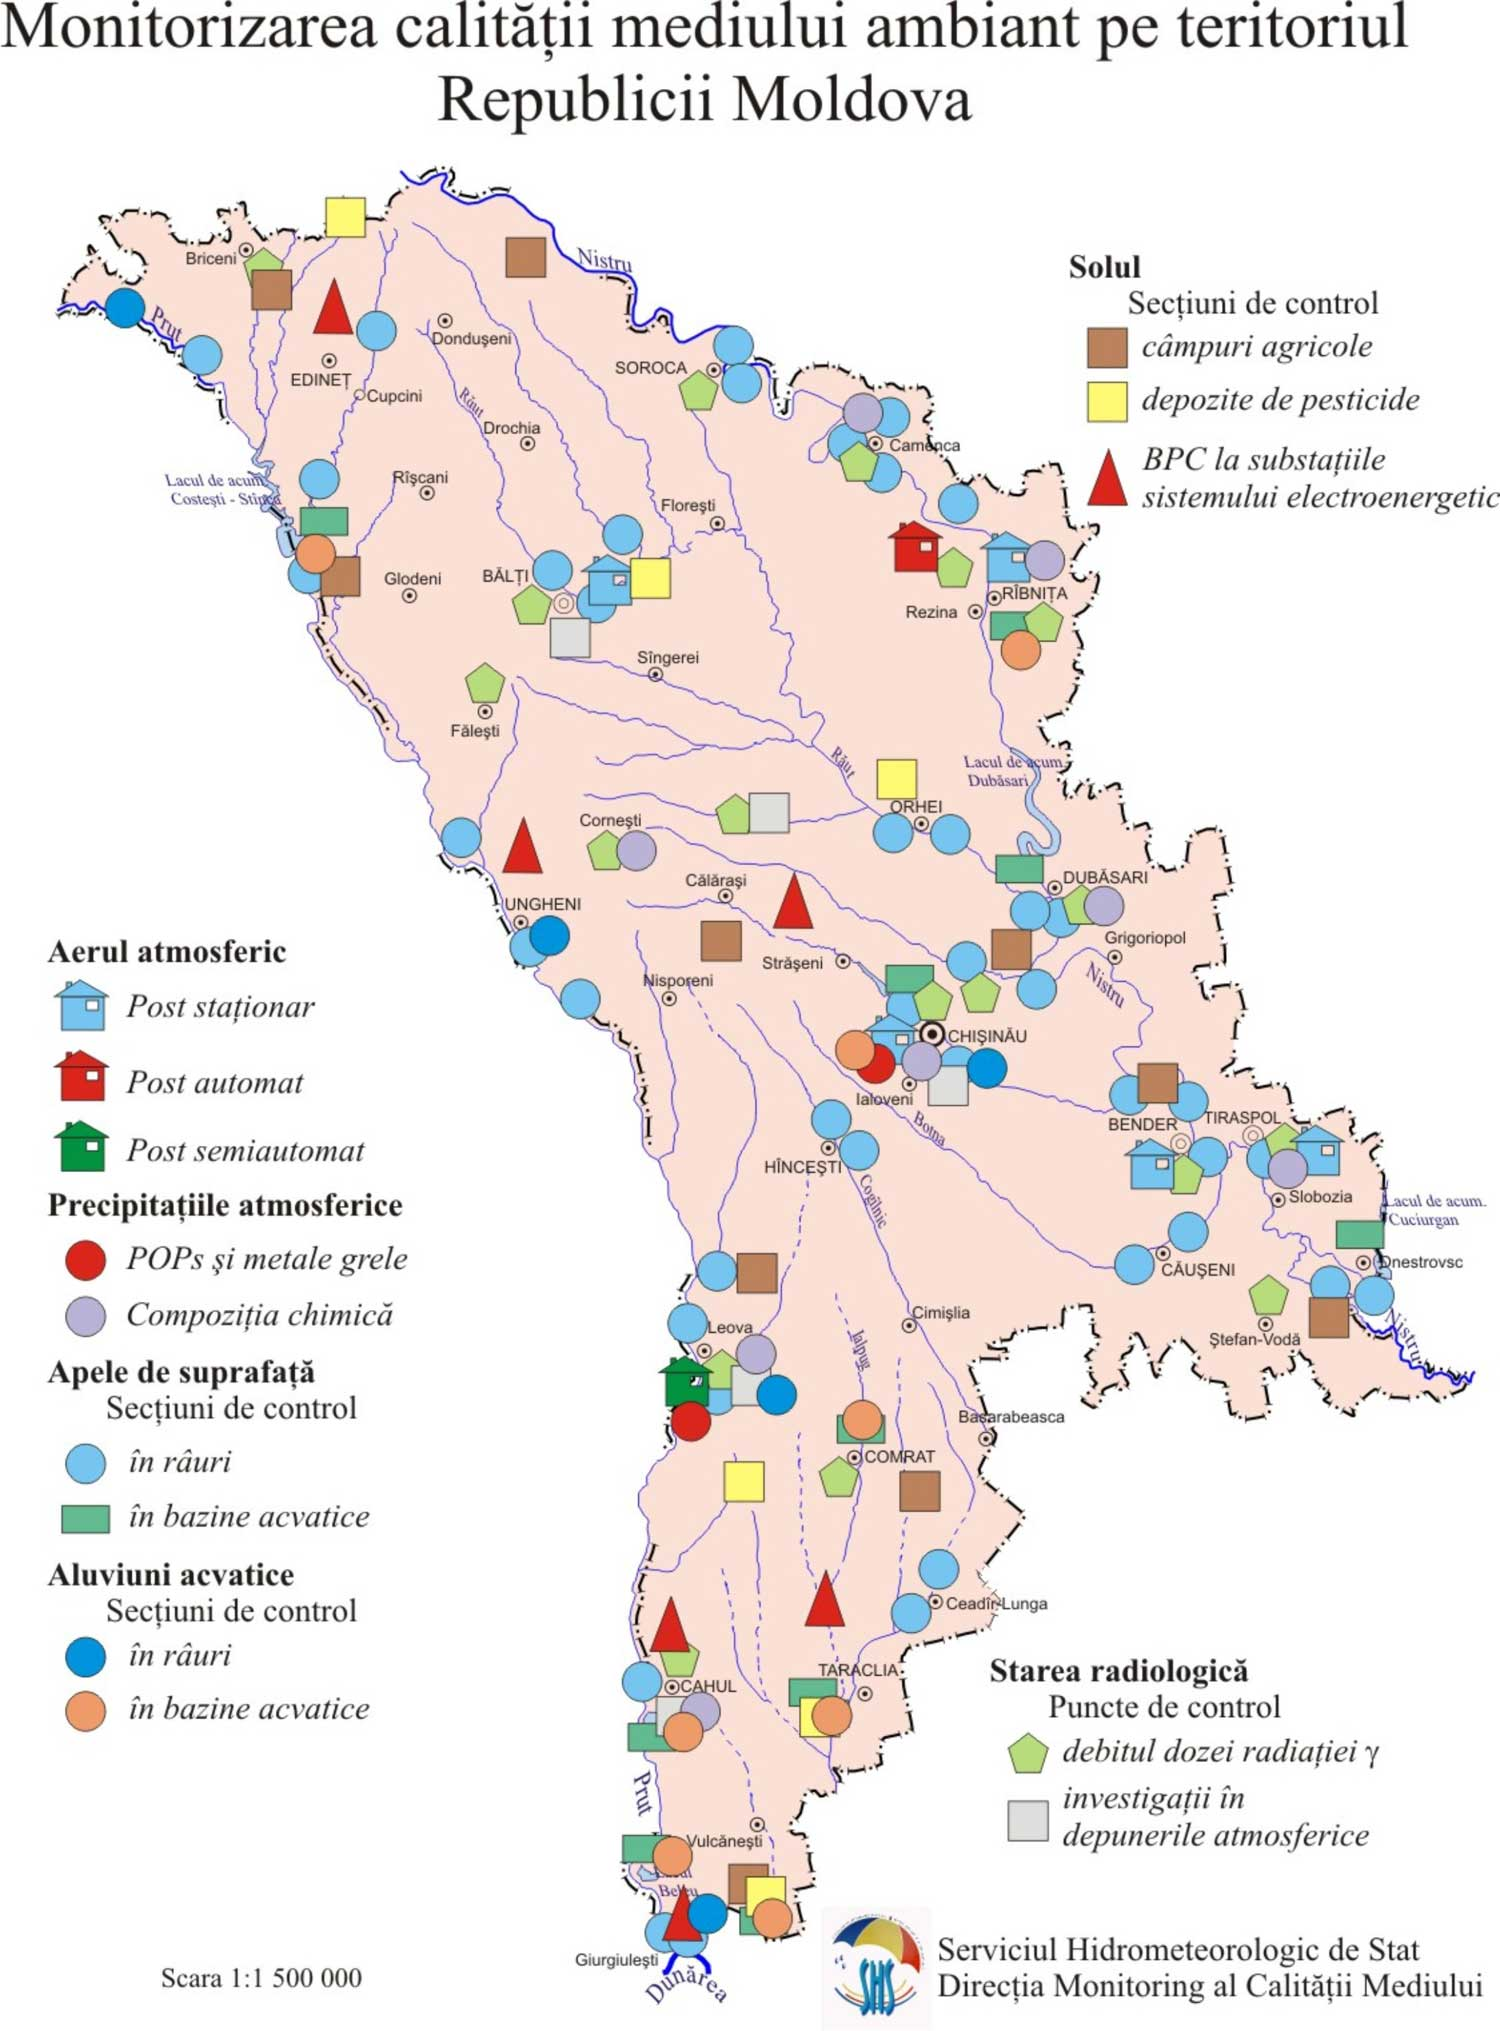 Monitorizarea calității mediului ambiant pe teritoriul
Republicii Moldova
Nistru
Briceni
Prut
Dondușeni
EDINEȚ
Cupcini
SOROCA
Răut
Drochia
Camenca
Lacul de acum.
Costești - Stînca
Rîșcani
Florești
Glodeni
BĂLȚI
Rezina
RÎBNIȚA
Sîngerei
Fălești
Răut
Lacul de acum.
Dubăsari
ORHEI
Cornești
Călărași
DUBĂSARI
UNGHENI
Grigoriopol
Strășeni
Nisporeni
Nistru
CHIȘINĂU
Ialoveni
Botna
BENDER
TIRASPOL
HÎNCEȘTI
Cogîlnic
Slobozia
Lacul de acum.
Cuciurgan
CĂUȘENI
Dnestrovsc
Cimișlia
Leova
Ialpug
Ștefan-Vodă
Nistru
Basarabeasca
COMRAT
Ceadîr-Lunga
TARACLIA
CAHUL
Prut
Vulcănești
Lacul
Beleu
Giurgiulești
Dunărea
Solul
Secțiuni de control
câmpuri agricole
depozite de pesticide
BPC la substațiile
sistemului electroenergetic
Aerul atmosferic
Post staționar
Post automat
Post semiautomat
Precipitațiile atmosferice
POPs și metale grele
Compoziția chimică
Apele de suprafață
Secțiuni de control
în râuri
în bazine acvatice
Aluviuni acvatice
Secțiuni de control
în râuri
în bazine acvatice
Starea radiologică
Puncte de control
debitul dozei radiației γ
investigații în
depunerile atmosferice
Scara 1:1 500 000
SHS
Serviciul Hidrometeorologic de Stat
Direcția Monitoring al Calității Mediului